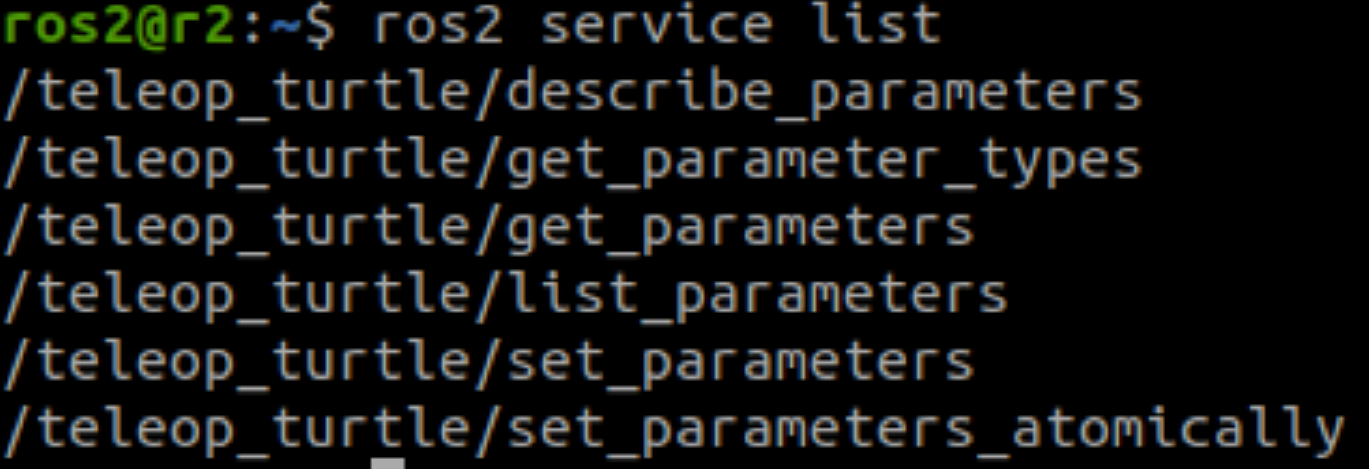 ros2@r2:~$ ros2 service list
/teleop_turtle/describe_parameters
/teleop_turtle/get_parameter_types
/teleop_turtle/get_parameters
/teleop_turtle/list_parameters
/teleop_turtle/set_parameters
/teleop_turtle/set_parameters_atomically